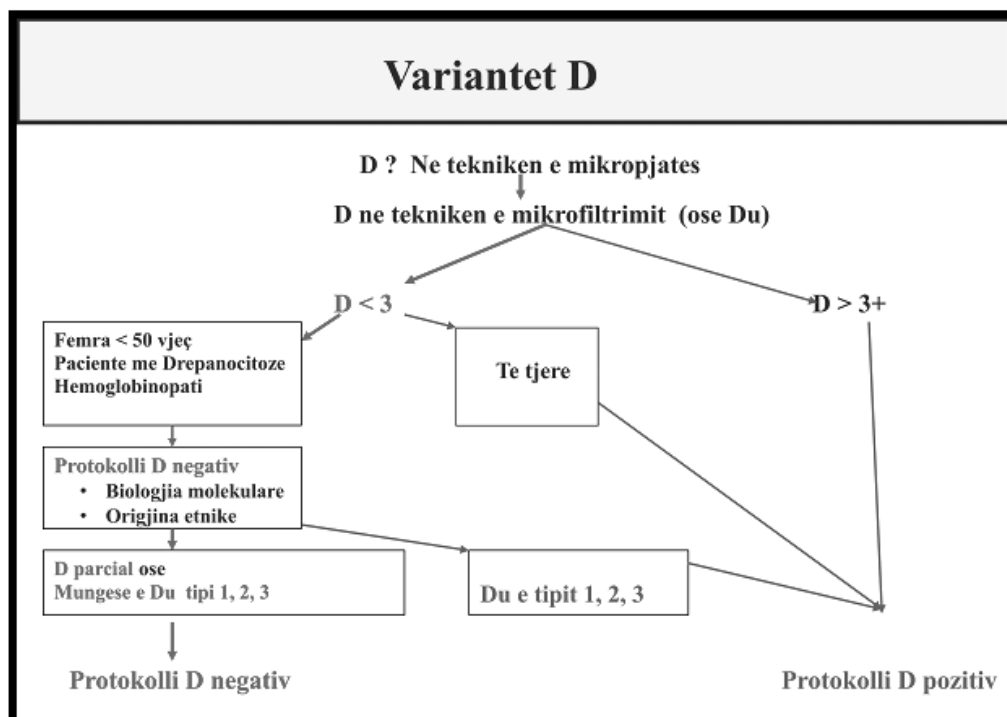 Variantet D
D ? Ne tekniken e mikropjates
D ne tekniken e mikrofiltrimit (ose Du)
D < 3
D > 3+
Femra < 50 vjeç
Paciente me Drepanocitoze
Hemoglobinopati
Te tjere
Protokolli D negativ
• Biologjia molekulare
• Origjina etnike
D parcial ose
Mungese e Du tipi 1, 2, 3
Du e tipit 1, 2, 3
Protokolli D negativ
Protokolli D pozitiv